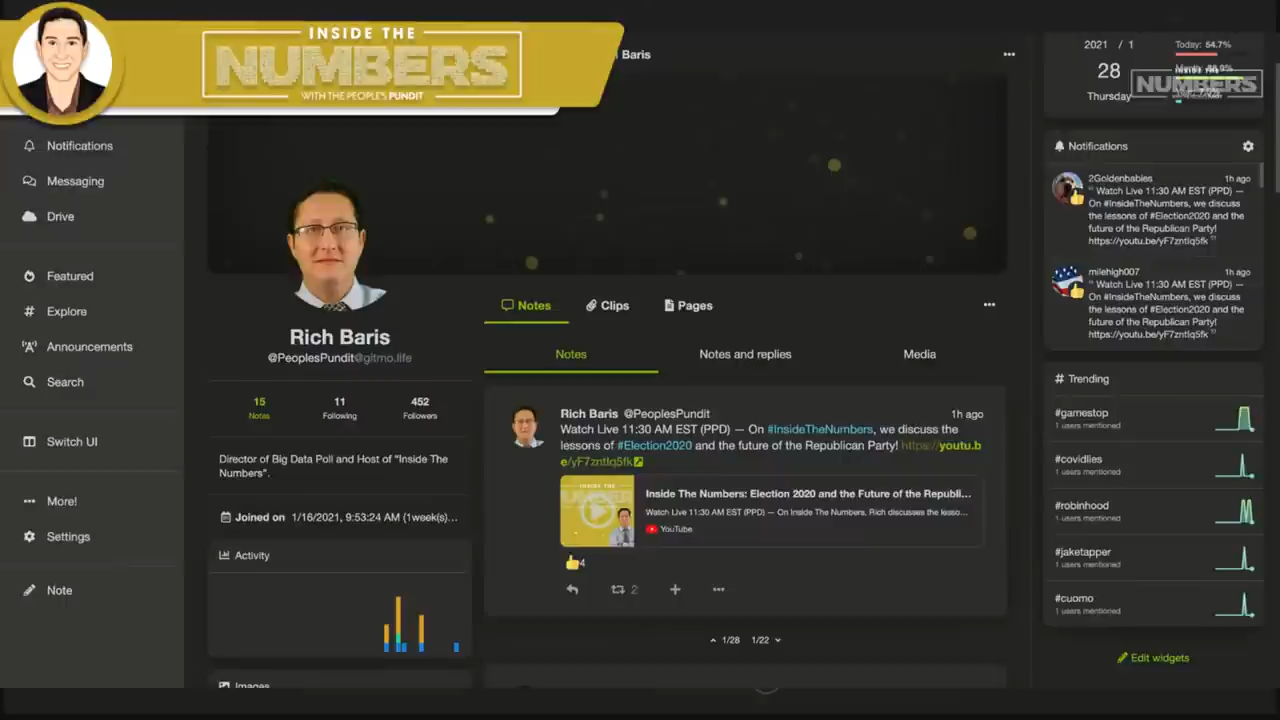 INSIDE THE
NUMBERS
WITH THE PEOPLE'S PUNDIT
Baris
Notifications
Messaging
Drive
Featured
Explore
Announcements
Search
Switch UI
More!
Settings
Note
Rich Baris
@PeoplesPundit@gitmo.life
15
Notes
11
Following
452
Followers
Director of Big Data Poll and Host of "Inside The
Numbers".
Joined on 1/16/2021, 9:53:24 AM (1week(s)...
Activity
Images
Notes
Clips
Pages
Notes
Notes and replies
Media
Rich Baris @PeoplesPundit 1h ago
Watch Live 11:30 AM EST (PPD) — On #InsideTheNumbers, we discuss the
lessons of #Election2020 and the future of the Republican Party! https://youtu.b
e/yF7zntIq5fk
Inside The Numbers: Election 2020 and the Future of the Republi...
Watch Live 11:30 AM EST (PPD) — On Inside The Numbers, Rich discusses the lesso...
YouTube
4
2
1/28 1/22
2021 / 1
28
Thursday
Today: 54.7%
NUMBERS
Notifications
2Goldenbabies 1h ago
" Watch Live 11:30 AM EST (PPD) —
On #InsideTheNumbers, we discuss
the lessons of #Election2020 and the
future of the Republican Party!
https://youtu.be/yF7zntIq5fk "
milehigh007 1h ago
" Watch Live 11:30 AM EST (PPD) —
On #InsideTheNumbers, we discuss
the lessons of #Election2020 and the
future of the Republican Party!
https://youtu.be/yF7zntIq5fk "
# Trending
#gamestop
1 users mentioned
#covidlies
1 users mentioned
#robinhood
1 users mentioned
#jaketapper
1 users mentioned
#cuomo
1 users mentioned
Edit widgets